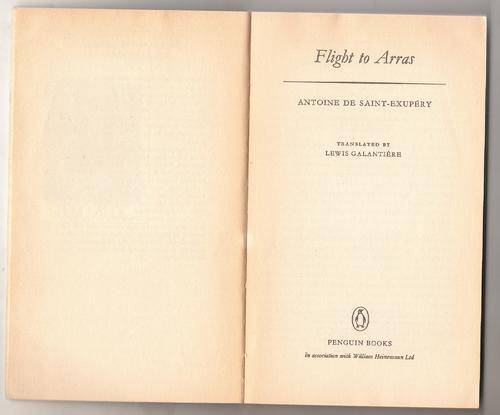 Flight to Arras
ANTOINE DE SAINT-EXUPÉRY
TRANSLATED BY
LEWIS GALANTIÈRE
PENGUIN BOOKS
In association with William Heinemann Ltd